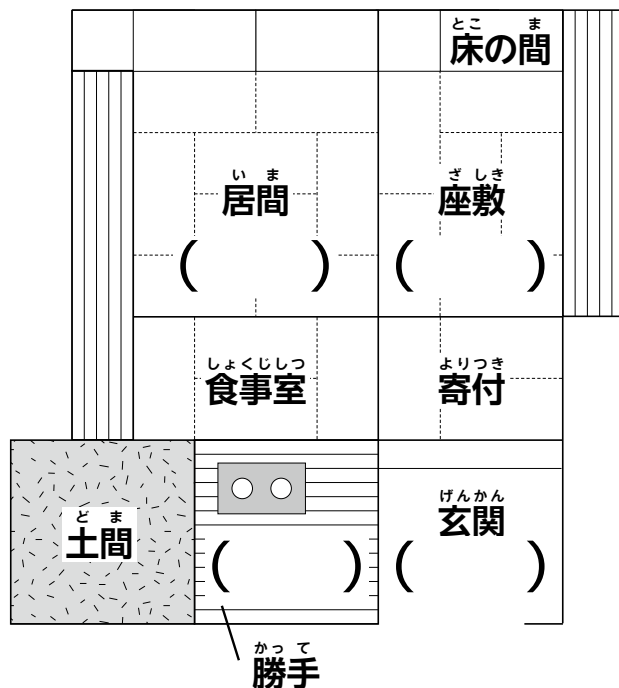 とこ ま
床の間
い ま
居間
( )
ざ しき
座敷
( )
しょくじしつ
食事室
よりつき
寄付
ど ま
土間
( )
げんかん
玄関
( )
かっ て
勝手